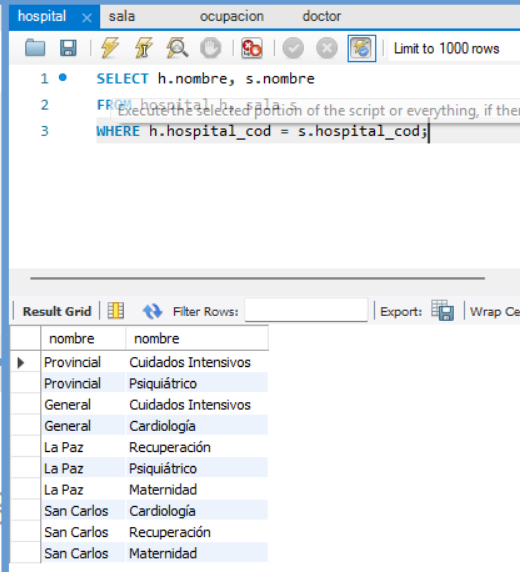 hospital × sala ocupacion doctor
Limit to 1000 rows
1 SELECT h.nombre, s.nombre
2 FROM hospital h, sala s
Execute the selected portion of the script or everything, if ther
3 WHERE h.hospital_cod = s.hospital_cod;
Result Grid Filter Rows: Export: Wrap Ce
nombre nombre
Provincial Cuidados Intensivos
Provincial Psiquiátrico
General Cuidados Intensivos
General Cardiología
La Paz Recuperación
La Paz Psiquiátrico
La Paz Maternidad
San Carlos Cardiología
San Carlos Recuperación
San Carlos Maternidad